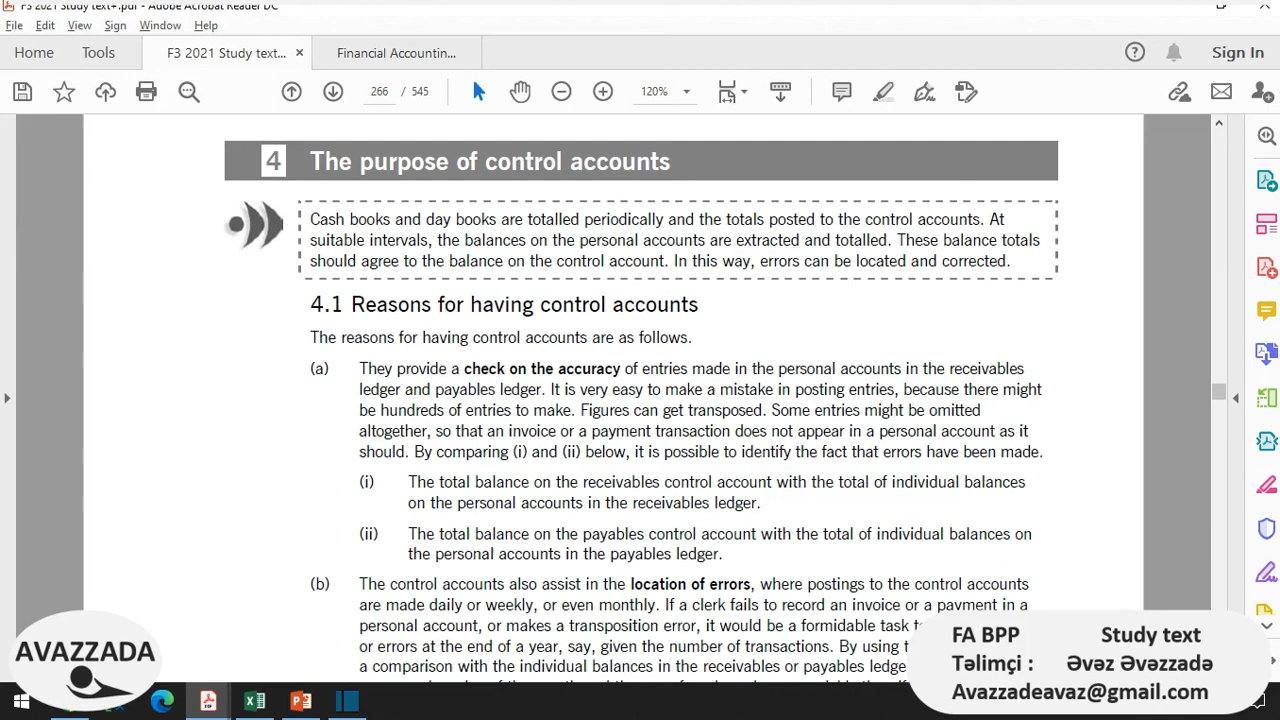 F3 2021 Study text+.pdf - Adobe Acrobat Reader DC
File Edit View Sign Window Help
Home Tools F3 2021 Study text... × Financial Accountin... Sign In
266 / 545 120%
4 The purpose of control accounts
Cash books and day books are totalled periodically and the totals posted to the control accounts. At
suitable intervals, the balances on the personal accounts are extracted and totalled. These balance totals
should agree to the balance on the control account. In this way, errors can be located and corrected.
4.1 Reasons for having control accounts
The reasons for having control accounts are as follows.
(a) They provide a check on the accuracy of entries made in the personal accounts in the receivables
ledger and payables ledger. It is very easy to make a mistake in posting entries, because there might
be hundreds of entries to make. Figures can get transposed. Some entries might be omitted
altogether, so that an invoice or a payment transaction does not appear in a personal account as it
should. By comparing (i) and (ii) below, it is possible to identify the fact that errors have been made.
(i) The total balance on the receivables control account with the total of individual balances
on the personal accounts in the receivables ledger.
(ii) The total balance on the payables control account with the total of individual balances on
the personal accounts in the payables ledger.
(b) The control accounts also assist in the location of errors, where postings to the control accounts
are made daily or weekly, or even monthly. If a clerk fails to record an invoice or a payment in a
personal account, or makes a transposition error, it would be a formidable task
or errors at the end of a year, say, given the number of transactions. By using
a comparison with the individual balances in the receivables or payables
AVAZZADA
FA BPP Study text
Təlimçi : Əvəz Əvəzzadə
Avazzadeavaz@gmail.com